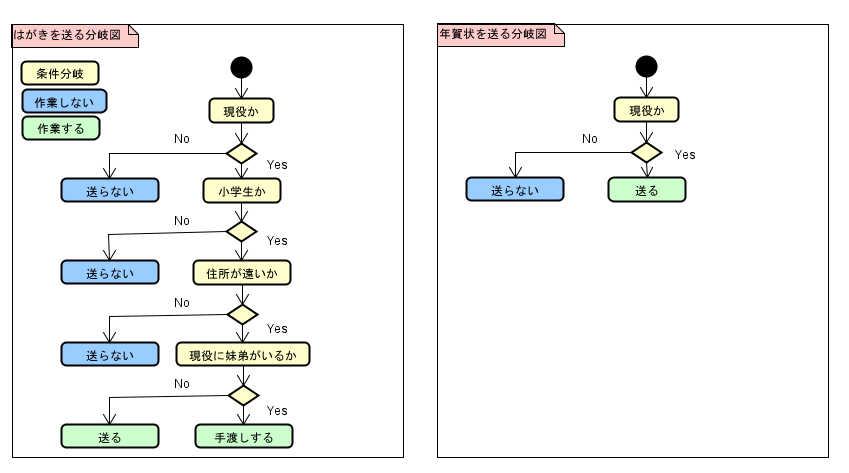 はがきを送る分岐図
条件分岐
作業しない
作業する
現役か
No
Yes
送らない
小学生か
No
Yes
送らない
住所が遠いか
No
Yes
送らない
現役に妹弟がいるか
No
Yes
送る
手渡しする
年賀状を送る分岐図
現役か
No
Yes
送らない
送る